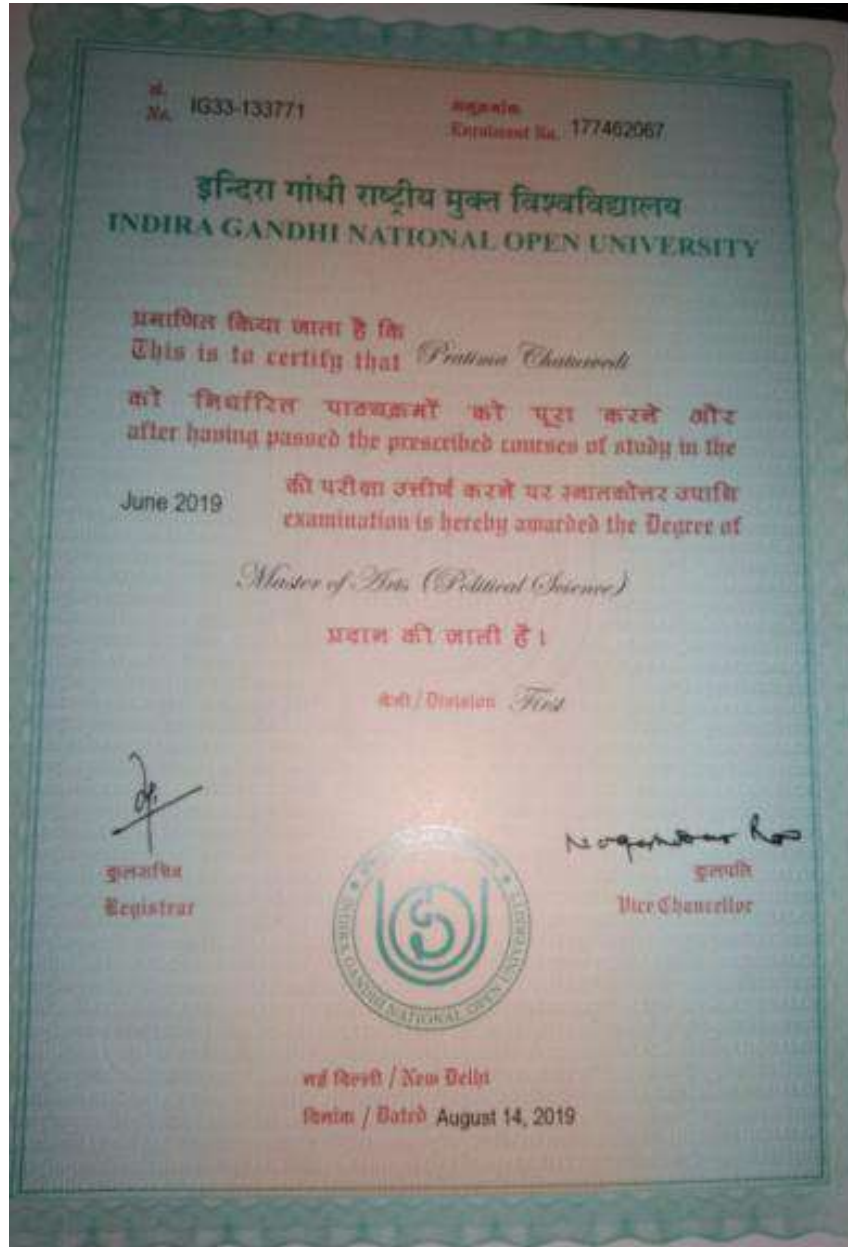 सं.
No. IG33-133771
अनुक्रमांक
Enrolment No. 177462067
इन्दिरा गांधी राष्ट्रीय मुक्त विश्वविद्यालय
INDIRA GANDHI NATIONAL OPEN UNIVERSITY
प्रमाणित किया जाता है कि
This is to certify that Pratima Chaturvedi
को निर्धारित पाठ्यक्रमों को पूरा करने और
after having passed the prescribed courses of study in the
June 2019
की परीक्षा उत्तीर्ण करने पर स्नातकोत्तर उपाधि
examination is hereby awarded the Degree of
Master of Arts (Political Science)
प्रदान की जाती है।
श्रेणी / Division First
कुलसचिव
Registrar
कुलपति
Vice Chancellor
INDIRA GANDHI NATIONAL OPEN UNIVERSITY
नई दिल्ली / New Delhi
दिनांक / Dated August 14, 2019